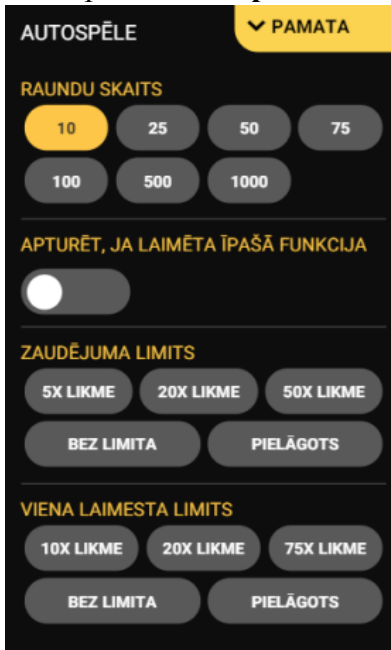 AUTOSPĒLE
PAMATA
RAUNDU SKAITS
10 25 50 75
100 500 1000
APTURĒT, JA LAIMĒTA ĪPAŠĀ FUNKCIJA
ZAUDĒJUMA LIMITS
5X LIKME 20X LIKME 50X LIKME
BEZ LIMITA PIELĀGOTS
VIENA LAIMESTA LIMITS
10X LIKME 20X LIKME 75X LIKME
BEZ LIMITA PIELĀGOTS